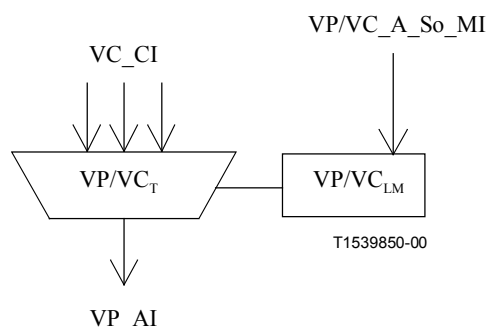 VP/VC_A_So_MI
VC_CI
VP/VC_T
VP/VC_LM
T1539850-00
VP_AI